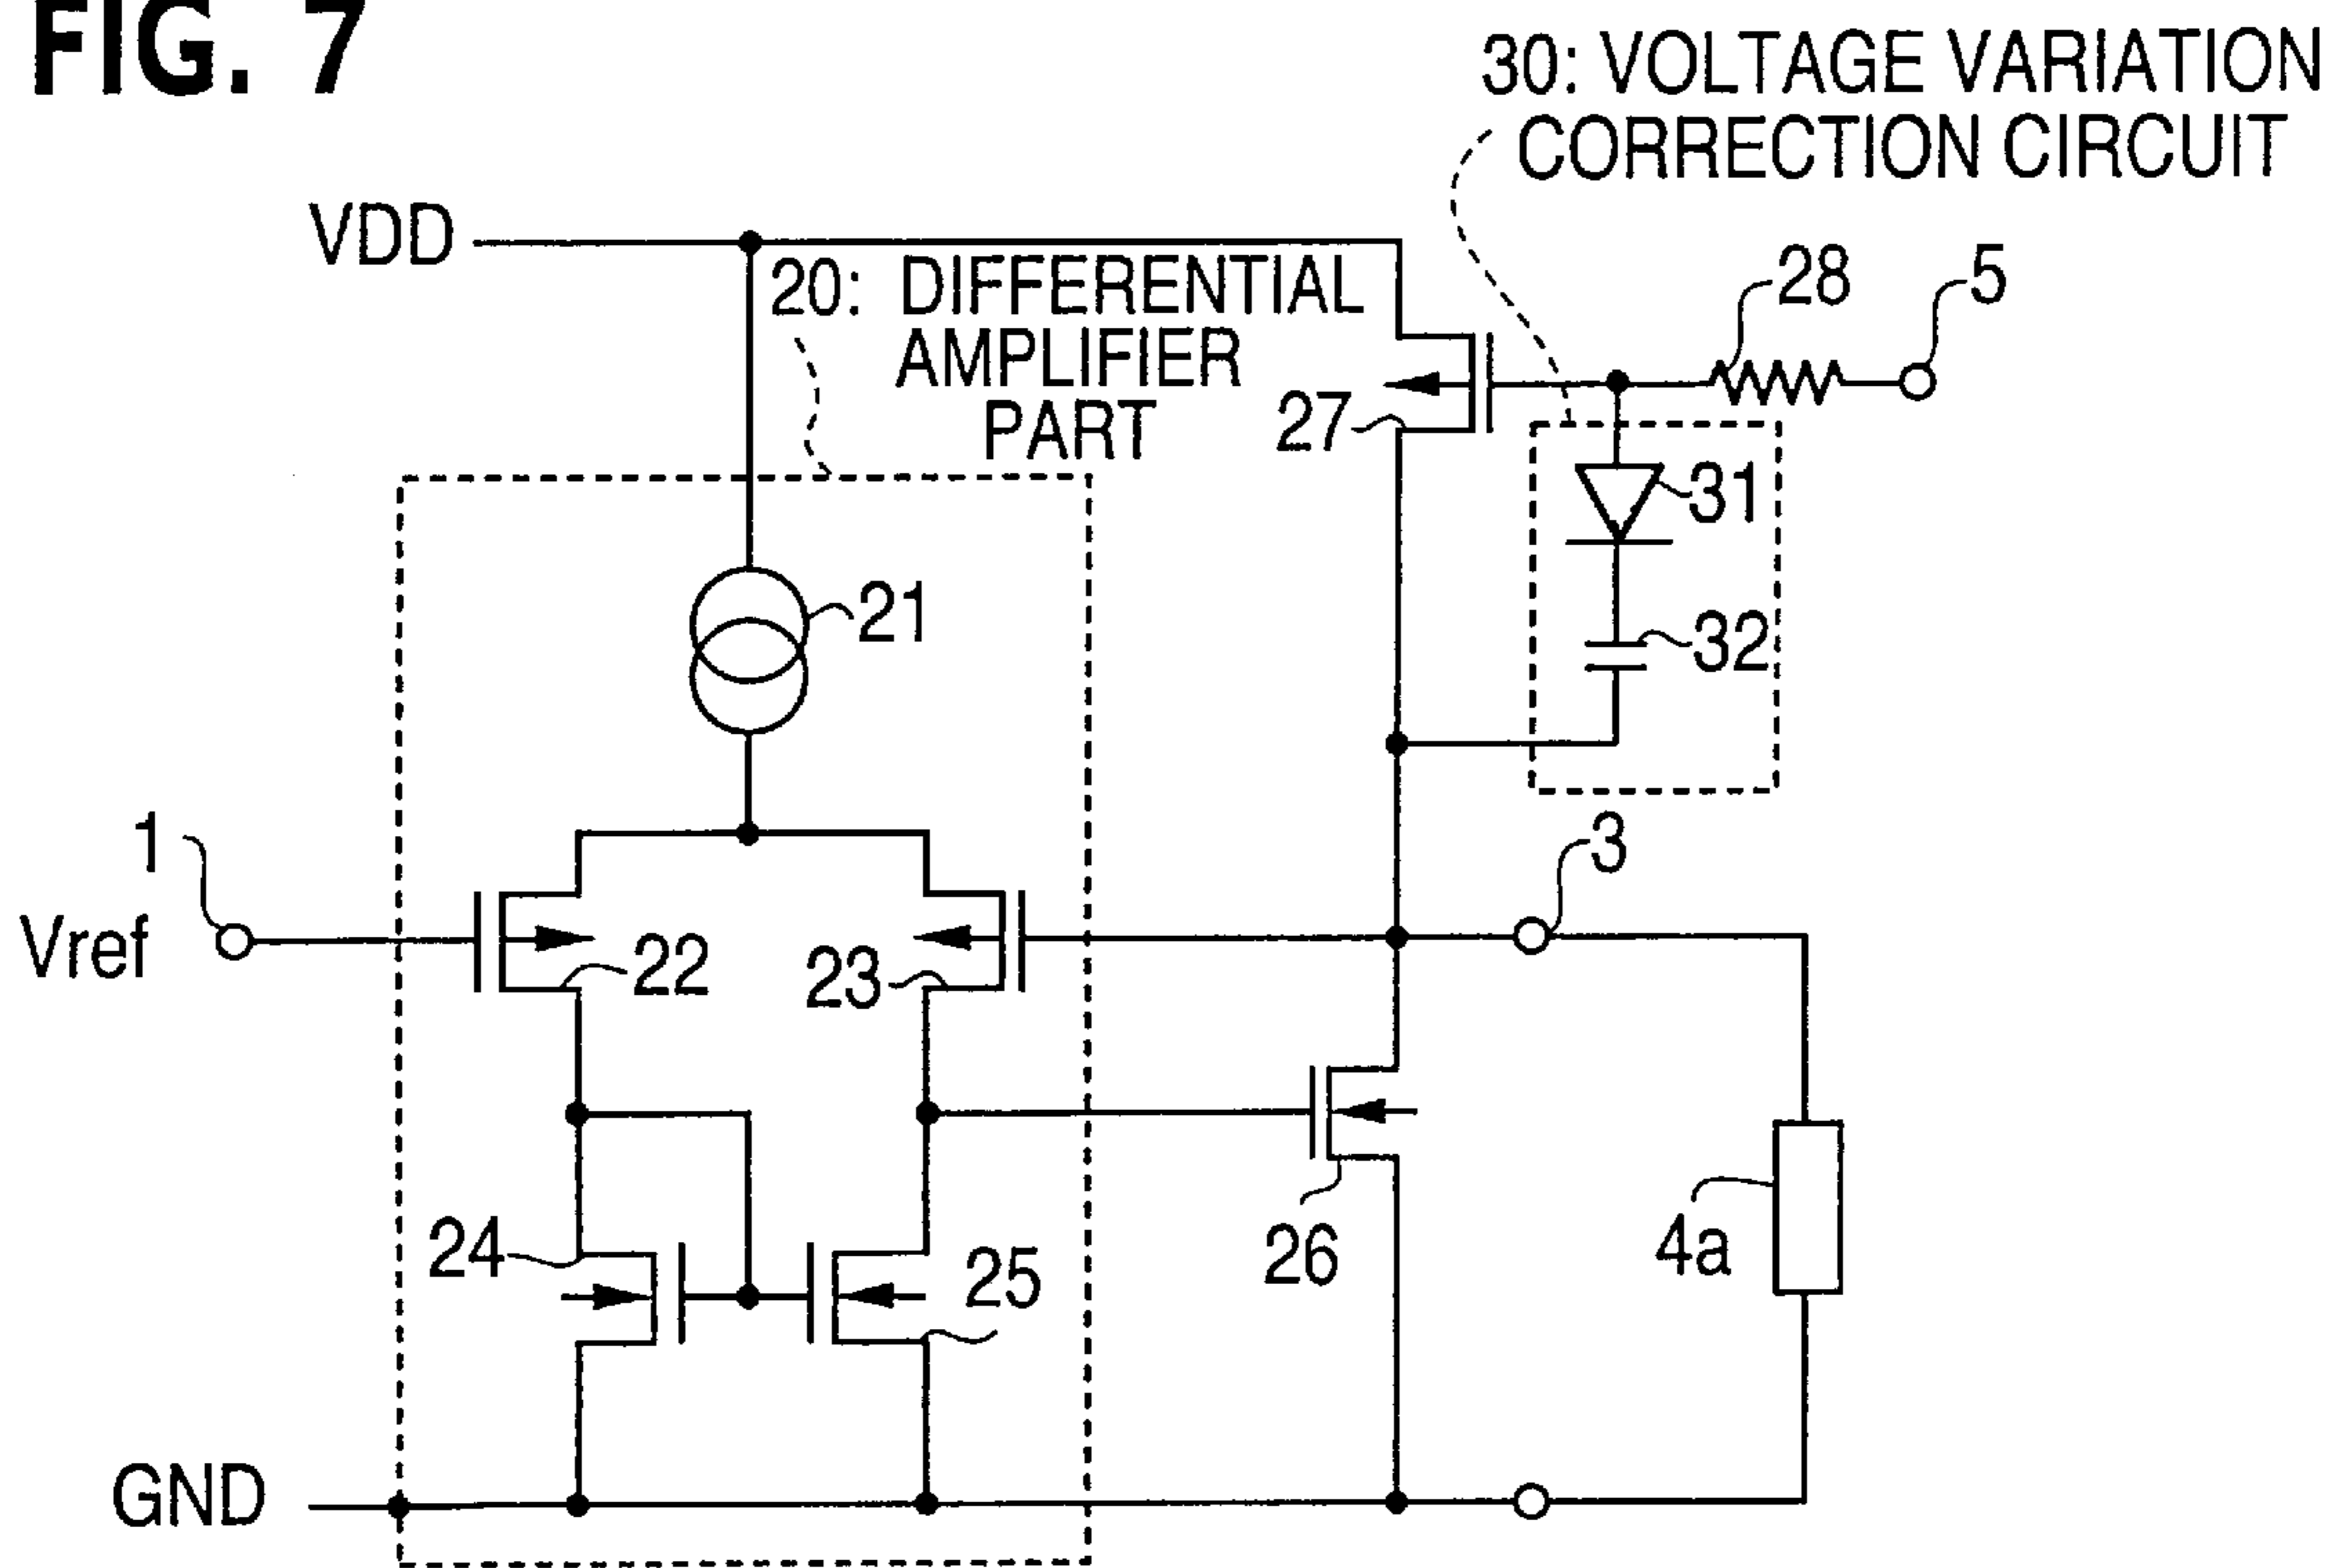 FIG. 7
30: VOLTAGE VARIATION
CORRECTION CIRCUIT
VDD
20: DIFFERENTIAL
AMPLIFIER
PART
28
5
27
31
21
32
1
3
Vref
22
23
24
25
26
4a
GND